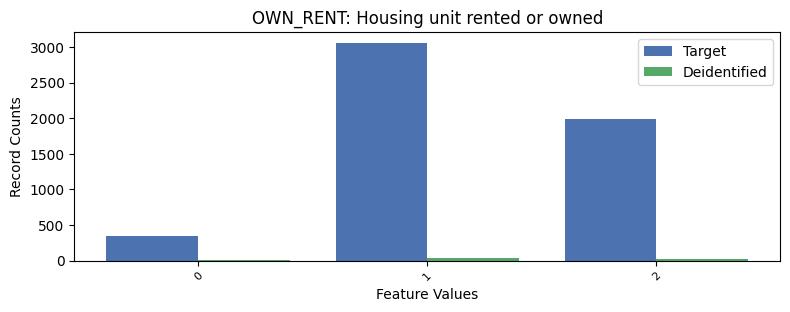 OWN_RENT: Housing unit rented or owned
Target
Deidentified
Record Counts
3000
2500
2000
1500
1000
500
0
0
1
2
Feature Values